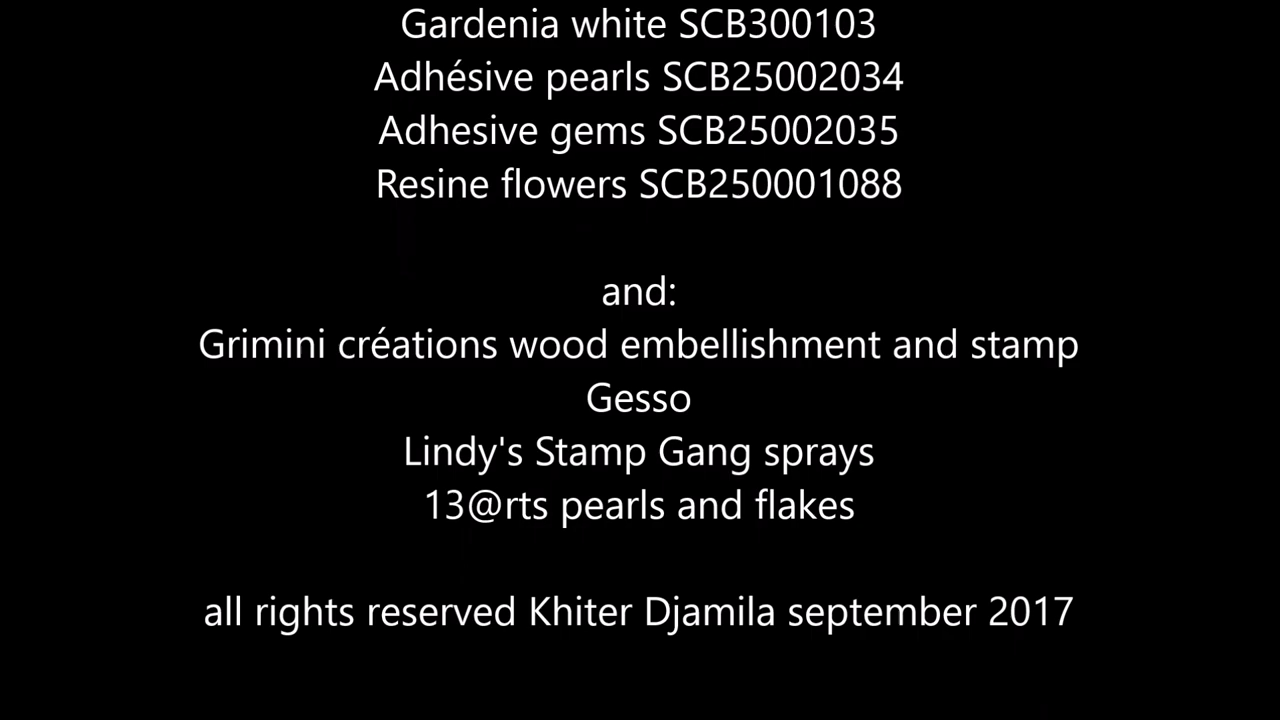 Gardenia white SCB300103
Adhésive pearls SCB25002034
Adhesive gems SCB25002035
Resine flowers SCB250001088
and:
Grimini créations wood embellishment and stamp
Gesso
Lindy's Stamp Gang sprays
13@rts pearls and flakes
all rights reserved Khiter Djamila september 2017